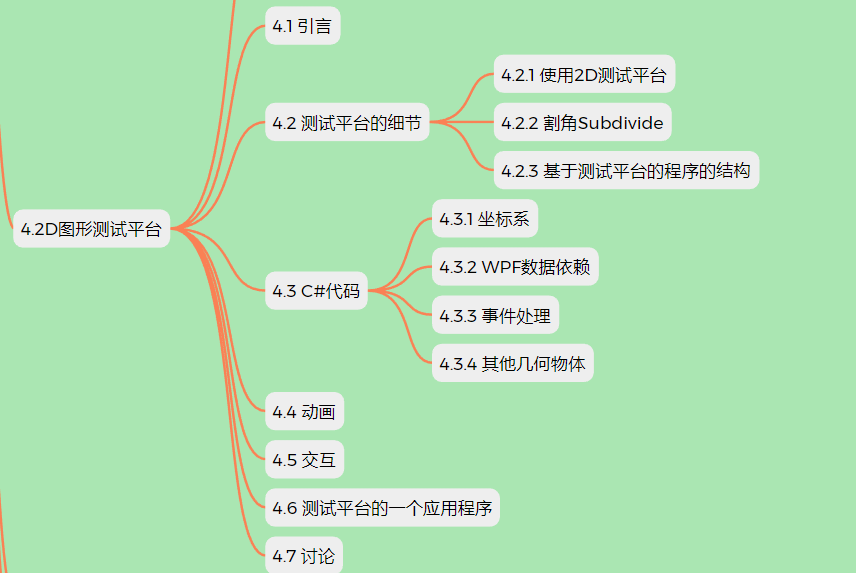 4.1 引言
4.2.1 使用2D测试平台
4.2 测试平台的细节
4.2.2 割角Subdivide
4.2.3 基于测试平台的程序的结构
4.2D图形测试平台
4.3.1 坐标系
4.3.2 WPF数据依赖
4.3 C#代码
4.3.3 事件处理
4.3.4 其他几何物体
4.4 动画
4.5 交互
4.6 测试平台的一个应用程序
4.7 讨论